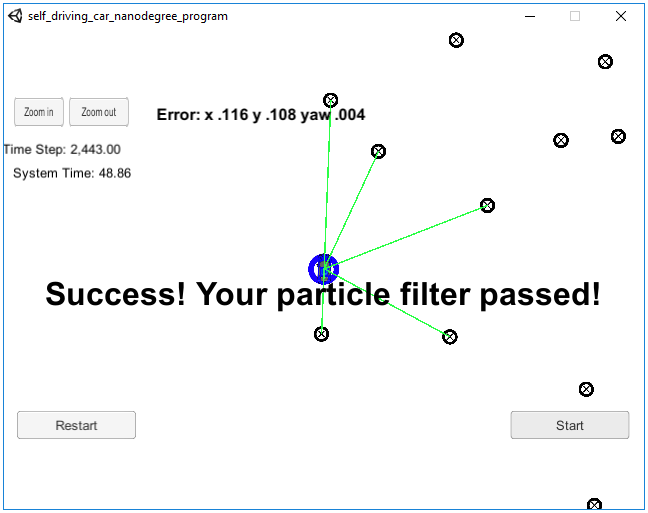 self_driving_car_nanodegree_program
Zoom in Zoom out
Error: x .116 y .108 yaw .004
Time Step: 2,443.00
System Time: 48.86
Success! Your particle filter passed!
Restart
Start